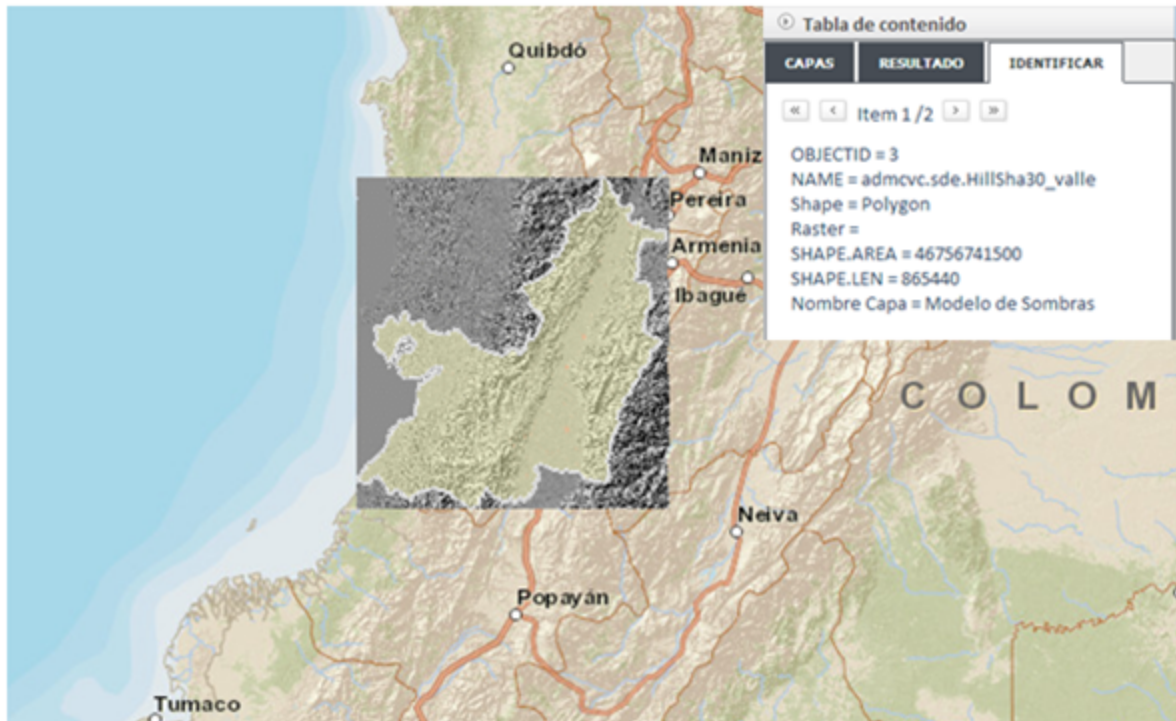 Tabla de contenido
CAPAS
RESULTADO
IDENTIFICAR
Item 1 /2
OBJECTID = 3
NAME = admcvc.sde.HillSha30_valle
Shape = Polygon
Raster =
SHAPE.AREA = 46756741500
SHAPE.LEN = 865440
Nombre Capa = Modelo de Sombras
Quibdó
Maniz
Pereira
Armenia
Ibagué
C O L O M
Neiva
Popayán
Tumaco